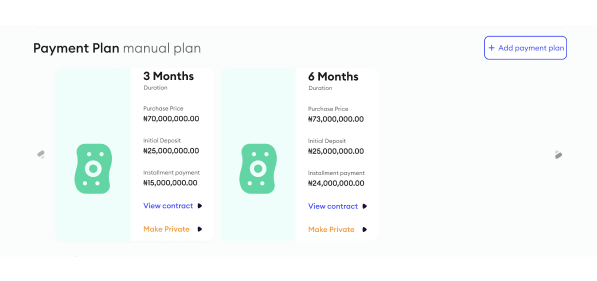 Payment Plan manual plan
+ Add payment plan
3 Months
Duration
Purchase Price
₦70,000,000.00
Initial Deposit
₦25,000,000.00
Installment payment
₦15,000,000.00
View contract
Make Private
6 Months
Duration
Purchase Price
₦73,000,000.00
Initial Deposit
₦25,000,000.00
Installment payment
₦24,000,000.00
View contract
Make Private